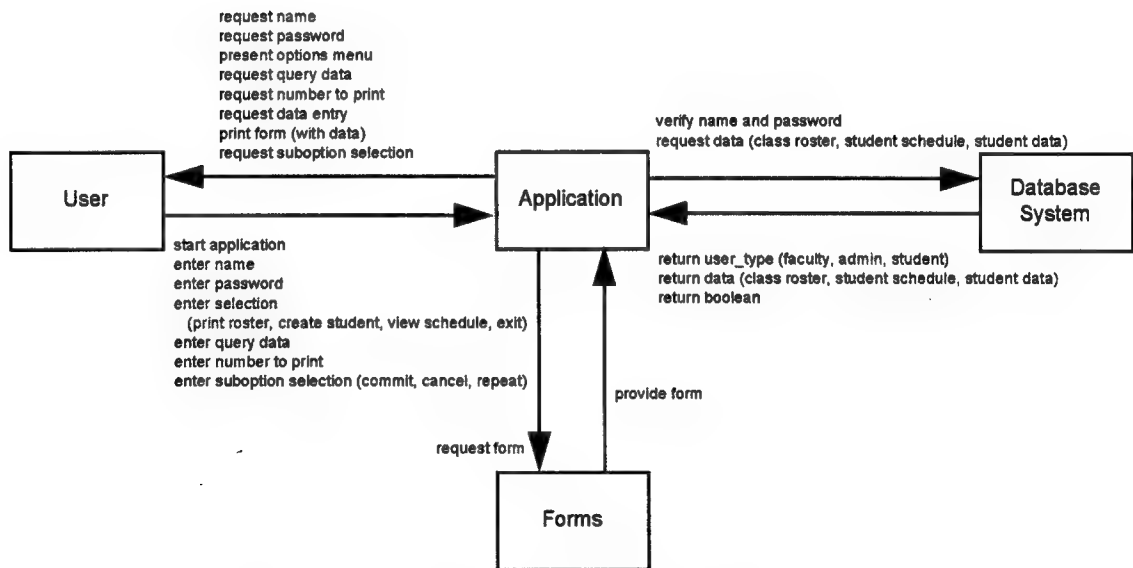 request name
request password
present options menu
request query data
request number to print
request data entry
print form (with data)
request suboption selection
verify name and password
request data (class roster, student schedule, student data)
User
Application
Database
System
start application
enter name
enter password
enter selection
(print roster, create student, view schedule, exit)
enter query data
enter number to print
enter suboption selection (commit, cancel, repeat)
return user_type (faculty, admin, student)
return data (class roster, student schedule, student data)
return boolean
provide form
request form
Forms